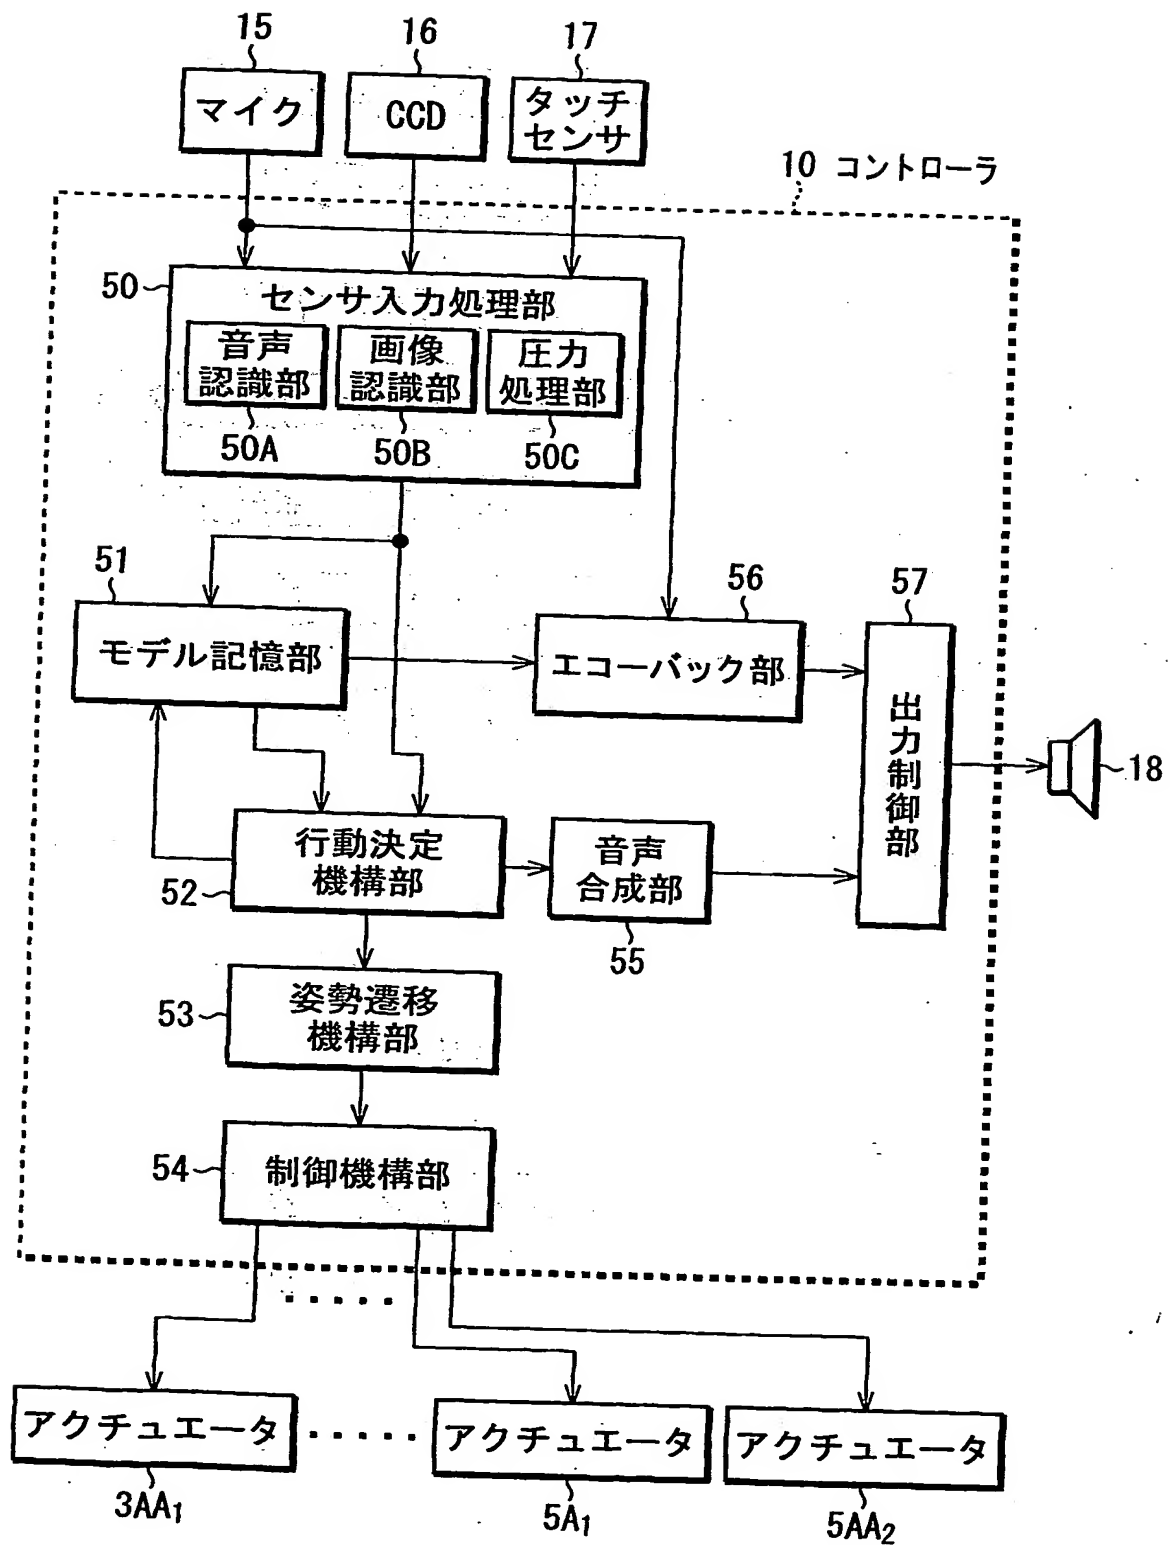 15
16
17
マイク
CCD
タッチ
センサ
10 コントローラ
50
センサ入力処理部
音声
認識部
画像
認識部
圧力
処理部
50A
50B
50C
51
モデル記憶部
56
エコーバック部
57
出力制御部
18
行動決定
機構部
52
音声
合成部
55
53
姿勢遷移
機構部
54
制御機構部
アクチュエータ
アクチュエータ
アクチュエータ
3AA1
5A1
5AA2